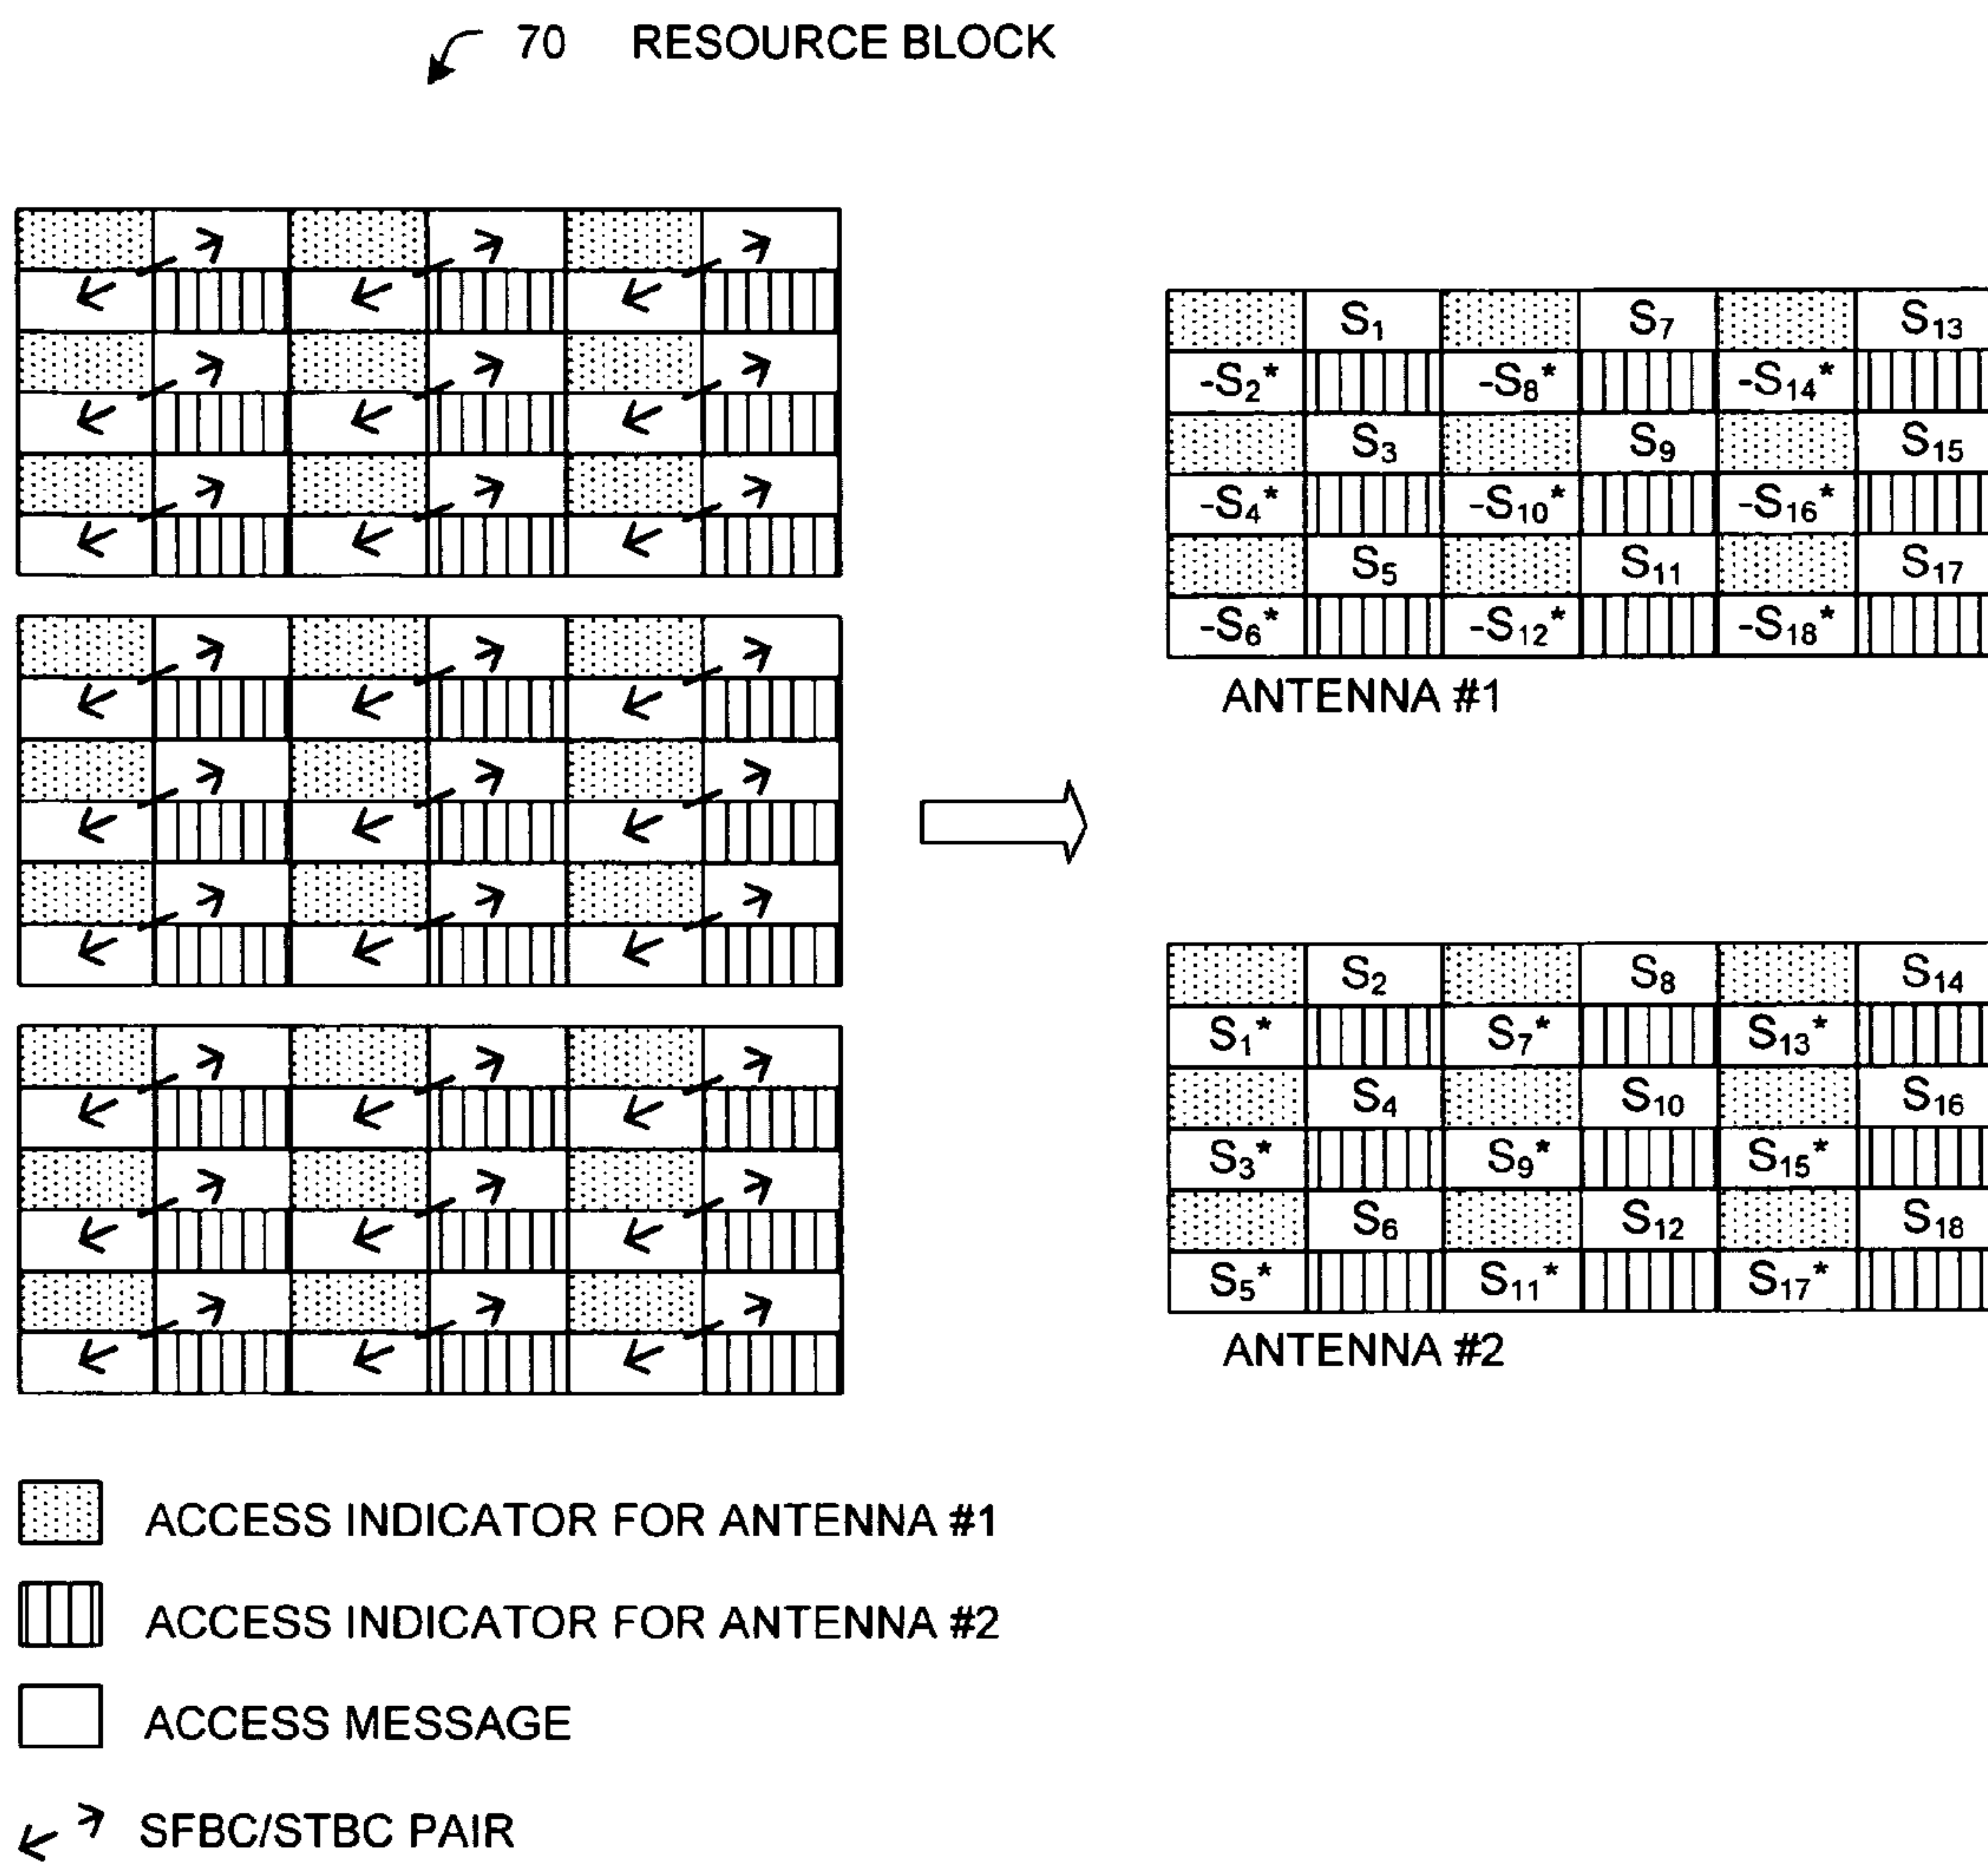 70 RESOURCE BLOCK
S₁ S₇ S₁₃
-S₂* -S₈* -S₁₄*
S₃ S₉ S₁₅
-S₄* -S₁₀* -S₁₆*
S₅ S₁₁ S₁₇
-S₆* -S₁₂* -S₁₈*
ANTENNA #1
S₂ S₈ S₁₄
S₁* S₇* S₁₃*
S₄ S₁₀ S₁₆
S₃* S₉* S₁₅*
S₆ S₁₂ S₁₈
S₅* S₁₁* S₁₇*
ANTENNA #2
ACCESS INDICATOR FOR ANTENNA #1
ACCESS INDICATOR FOR ANTENNA #2
ACCESS MESSAGE
SFBC/STBC PAIR